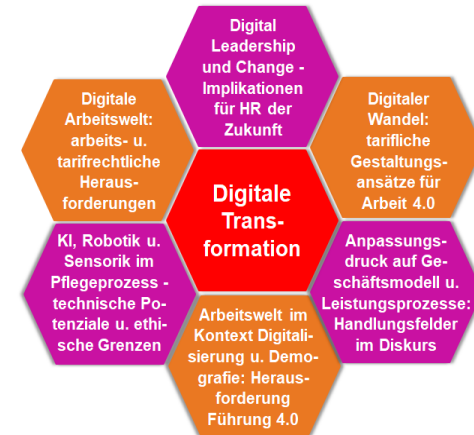 Digital
Leadership
und Change -
Implikationen
für HR der
Zukunft
Digitale
Arbeitswelt:
arbeits- u.
tarifrechtliche
Heraus-
forderungen
Digitaler
Wandel:
tarifliche
Gestaltungs-
ansätze für
Arbeit 4.0
Digitale
Trans-
formation
KI, Robotik u.
Sensorik im
Pflegeprozess -
technische Po-
tenziale u. ethi-
sche Grenzen
Anpassungs-
druck auf Ge-
schäftsmodell u.
Leistungsprozesse:
Handlungsfelder
im Diskurs
Arbeitswelt im
Kontext Digitali-
sierung u. Demo-
grafie: Heraus-
forderung
Führung 4.0